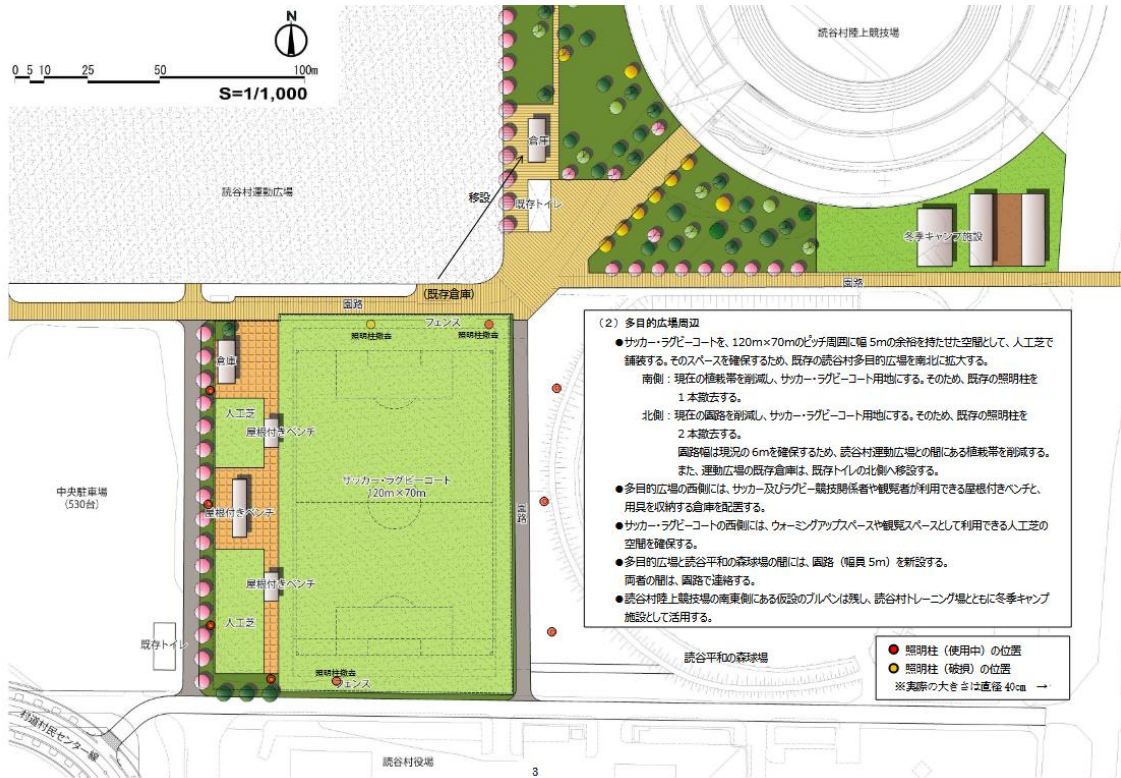 N
0 5 10 25 50 100m
S=1/1,000
読谷村陸上競技場
倉庫
読谷村運動広場
移設
既存トイレ
冬季キャンプ施設
(既存倉庫)
園路
園路
フェンス
照明柱撤去
照明柱撤去
倉庫
人工芝
屋根付きベンチ
サッカー・ラグビーコート
120m×70m
中央駐車場
(530台)
屋根付きベンチ
園路
屋根付きベンチ
人工芝
既存トイレ
照明柱撤去
フェンス
読谷平和の森球場
村道村民センター線
読谷村役場
(2)多目的広場周辺
●サッカー・ラグビーコートを、120m×70mのピッチ周囲に幅5mの余裕を持たせた空間として、人工芝で
舗装する。そのスペースを確保するため、既存の読谷村多目的広場を南北に拡大する。
南側:現在の植栽帯を削減し、サッカー・ラグビーコート用地にする。そのため、既存の照明柱を
1本撤去する。
北側:現在の園路を削減し、サッカー・ラグビーコート用地にする。そのため、既存の照明柱を
2本撤去する。
園路幅は現況の6mを確保するため、読谷村運動広場との間にある植栽帯を削減する。
また、運動広場の既存倉庫は、既存トイレの北側へ移設する。
●多目的広場の西側には、サッカー及びラグビー競技関係者や観覧者が利用できる屋根付きベンチと、
用具を収納する倉庫を配置する。
●サッカー・ラグビーコートの西側には、ウォーミングアップスペースや観覧スペースとして利用できる人工芝の
空間を確保する。
●多目的広場と読谷平和の森球場の間には、園路(幅員5m)を新設する。
両者の間は、園路で連絡する。
●読谷村陸上競技場の南東側にある仮設のブルペンは残し、読谷村トレーニング場とともに冬季キャンプ
施設として活用する。
照明柱(使用中)の位置
照明柱(破損)の位置
※実際の大きさは直径40cm →
3